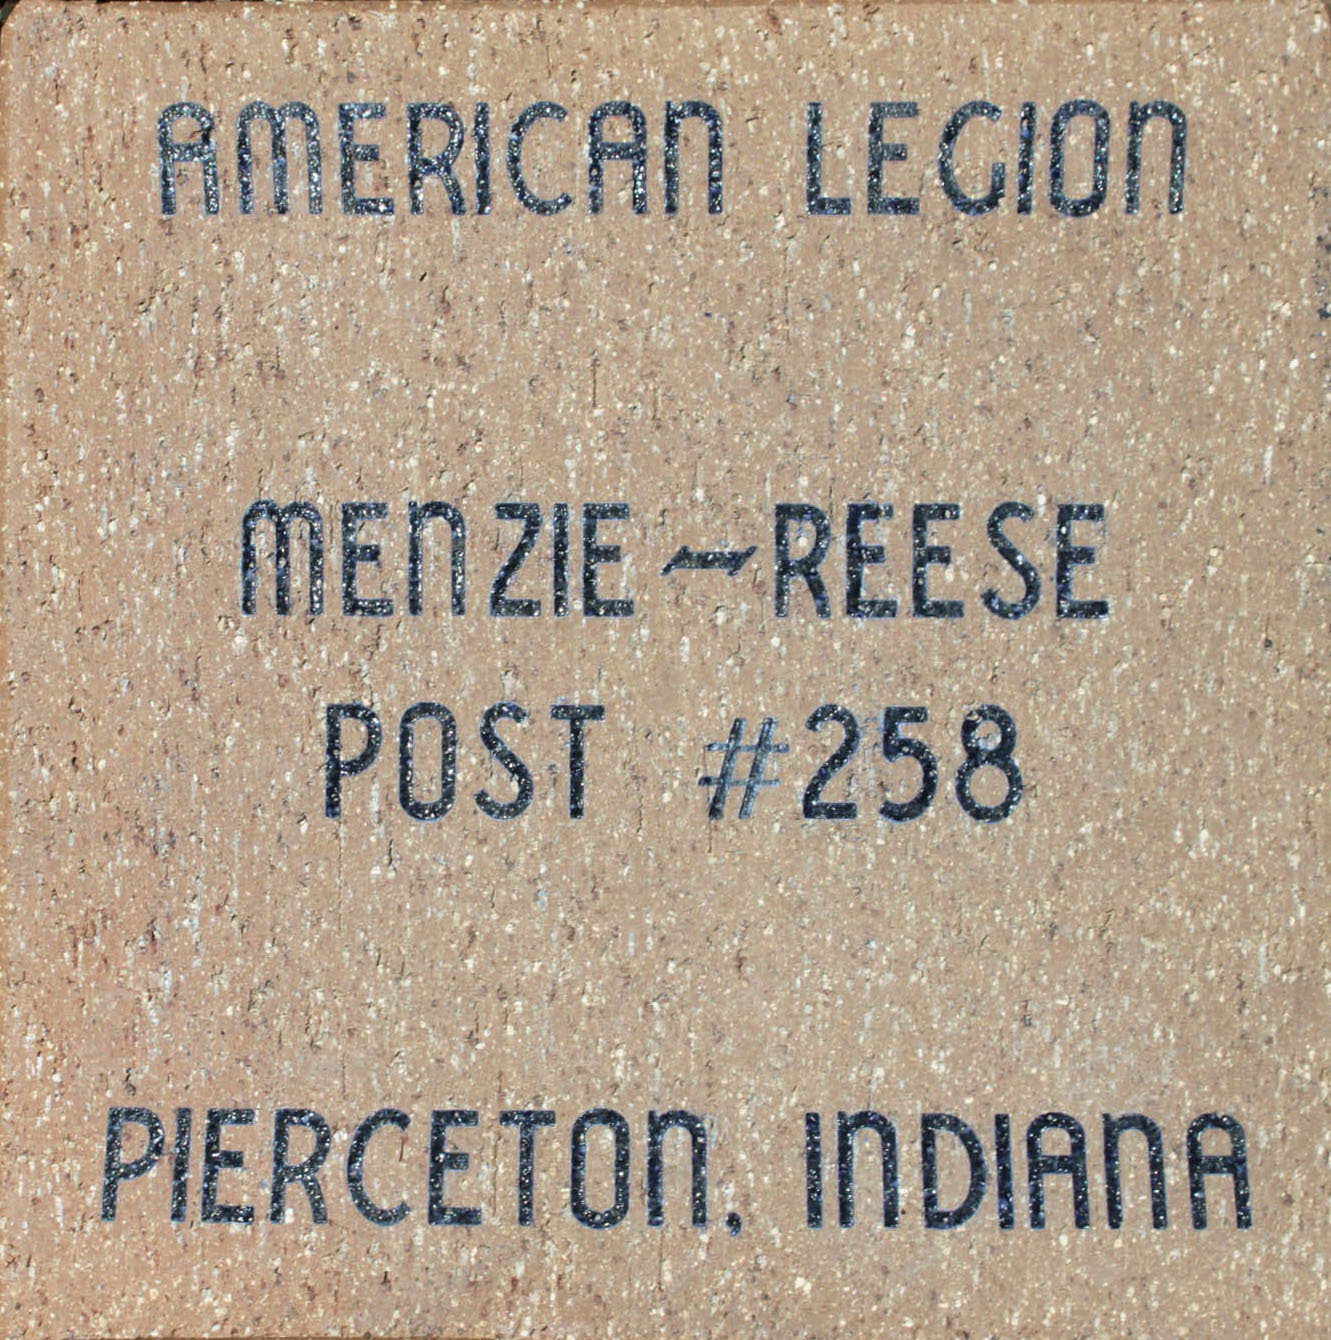 AMERICAN LEGION
MENZIE-REESE
POST #258
PIERCETON, INDIANA